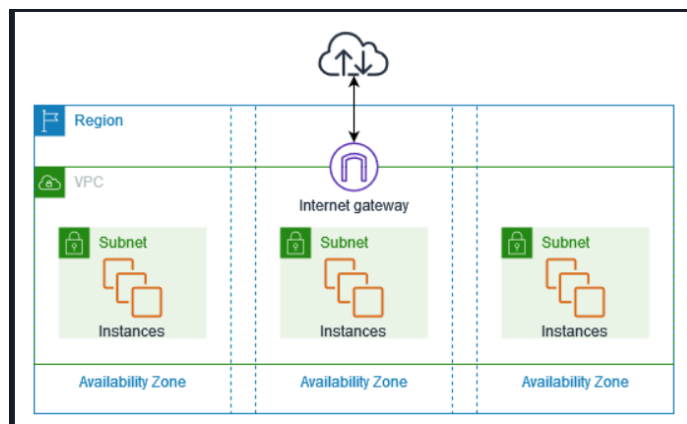 Region
VPC
Internet gateway
Subnet
Subnet
Subnet
Instances
Instances
Instances
Availability Zone
Availability Zone
Availability Zone